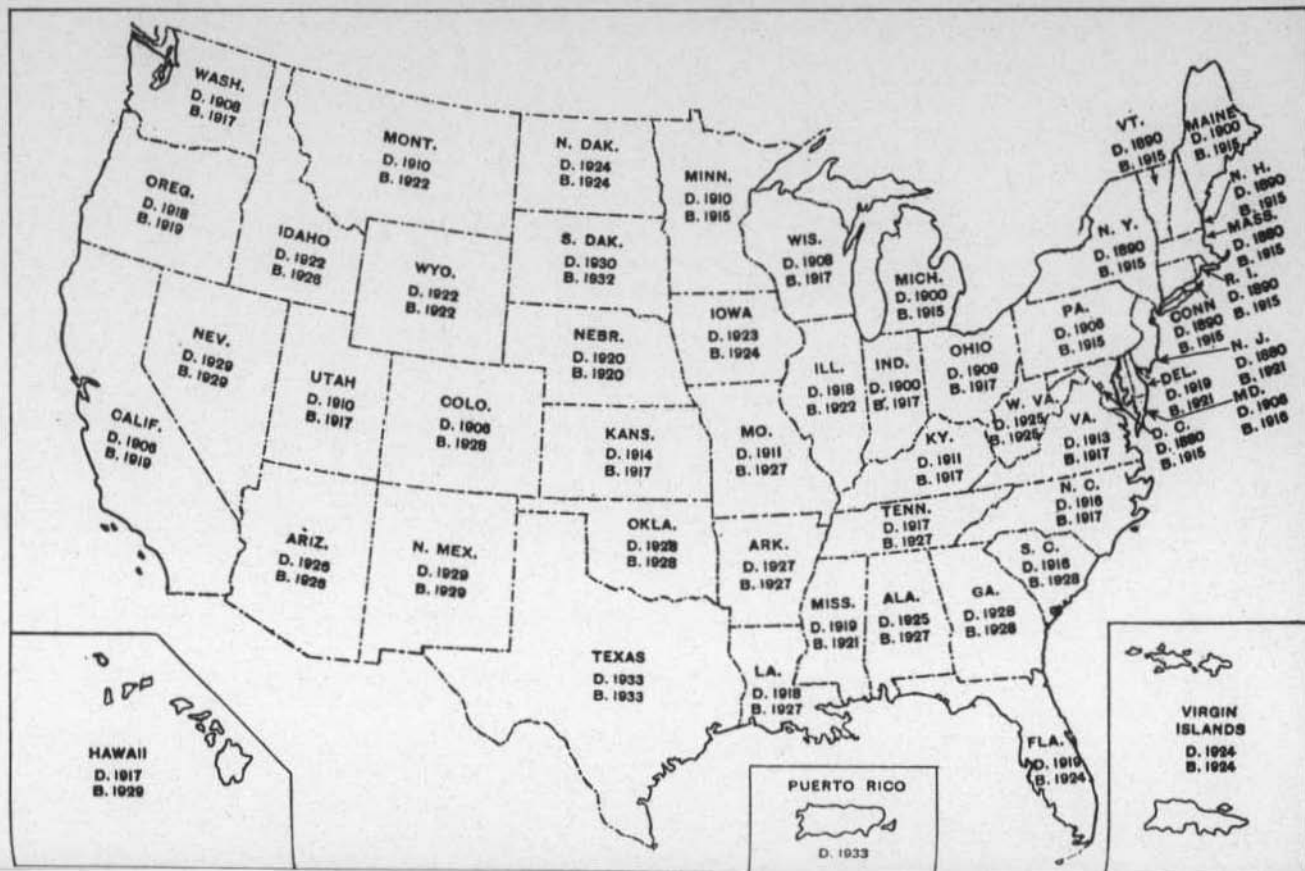 WASH.
D. 1908
B. 1917
MONT.
D. 1910
B. 1922
N. DAK.
D. 1924
B. 1924
MINN.
D. 1910
B. 1915
VT.
D. 1890
B. 1915
MAINE
D. 1900
B. 1915
OREG.
D. 1918
B. 1919
IDAHO
D. 1922
B. 1926
WYO.
D. 1922
B. 1922
S. DAK.
D. 1930
B. 1932
WIS.
D. 1908
B. 1917
MICH.
D. 1900
B. 1915
N. Y.
D. 1890
B. 1915
N. H.
D. 1890
B. 1915
MASS.
D. 1880
B. 1915
R. I.
D. 1890
B. 1915
CONN
D. 1890
B. 1915
N. J.
D. 1880
B. 1921
NEV.
D. 1929
B. 1929
UTAH
D. 1910
B. 1917
COLO.
D. 1906
B. 1928
NEBR.
D. 1920
B. 1920
IOWA
D. 1923
B. 1924
ILL.
D. 1918
B. 1922
IND.
D. 1900
B. 1917
OHIO
D. 1909
B. 1917
PA.
D. 1906
B. 1915
DEL.
D. 1919
B. 1921
MD.
D. 1906
B. 1916
D. C.
D. 1880
B. 1915
CALIF.
D. 1906
B. 1919
KANS.
D. 1914
B. 1917
MO.
D. 1911
B. 1927
KY.
D. 1911
B. 1917
W. VA.
D. 1925
B. 1925
VA.
D. 1913
B. 1917
ARIZ.
D. 1926
B. 1926
N. MEX.
D. 1929
B. 1929
OKLA.
D. 1928
B. 1928
ARK.
D. 1927
B. 1927
TENN.
D. 1917
B. 1927
N. C.
D. 1916
B. 1917
S. C.
D. 1916
B. 1928
TEXAS
D. 1933
B. 1933
LA.
D. 1918
B. 1927
MISS.
D. 1919
B. 1921
ALA.
D. 1925
B. 1927
GA.
D. 1928
B. 1928
FLA.
D. 1919
B. 1924
HAWAII
D. 1917
B. 1929
PUERTO RICO
D. 1933
VIRGIN
ISLANDS
D. 1924
B. 1924